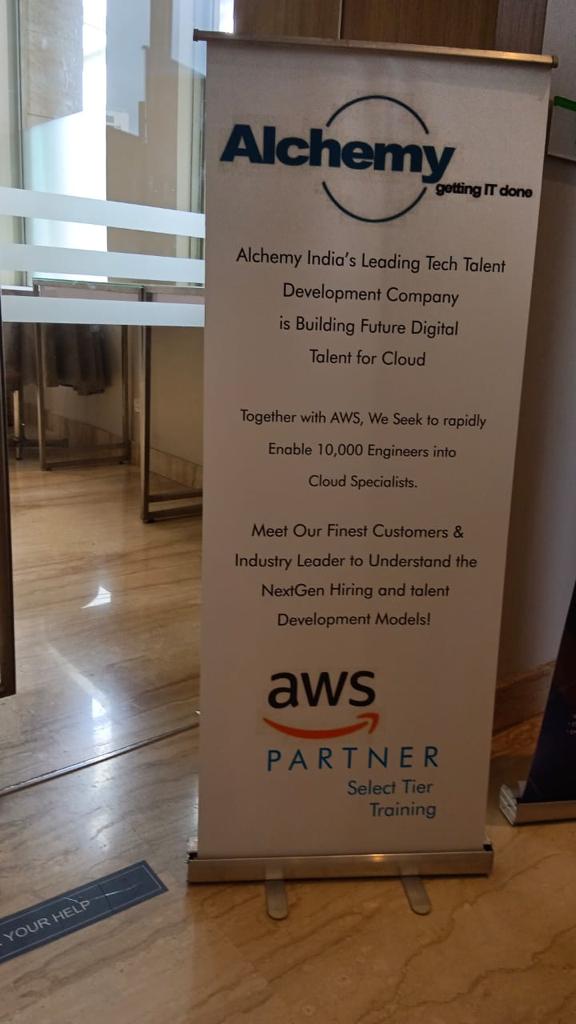 Alchemy
getting IT done
Alchemy India's Leading Tech Talent
Development Company
is Building Future Digital
Talent for Cloud
Together with AWS, We Seek to rapidly
Enable 10,000 Engineers into
Cloud Specialists.
Meet Our Finest Customers &
Industry Leader to Understand the
NextGen Hiring and talent
Development Models!
aws
PARTNER
Select Tier
Training
YOUR HELP